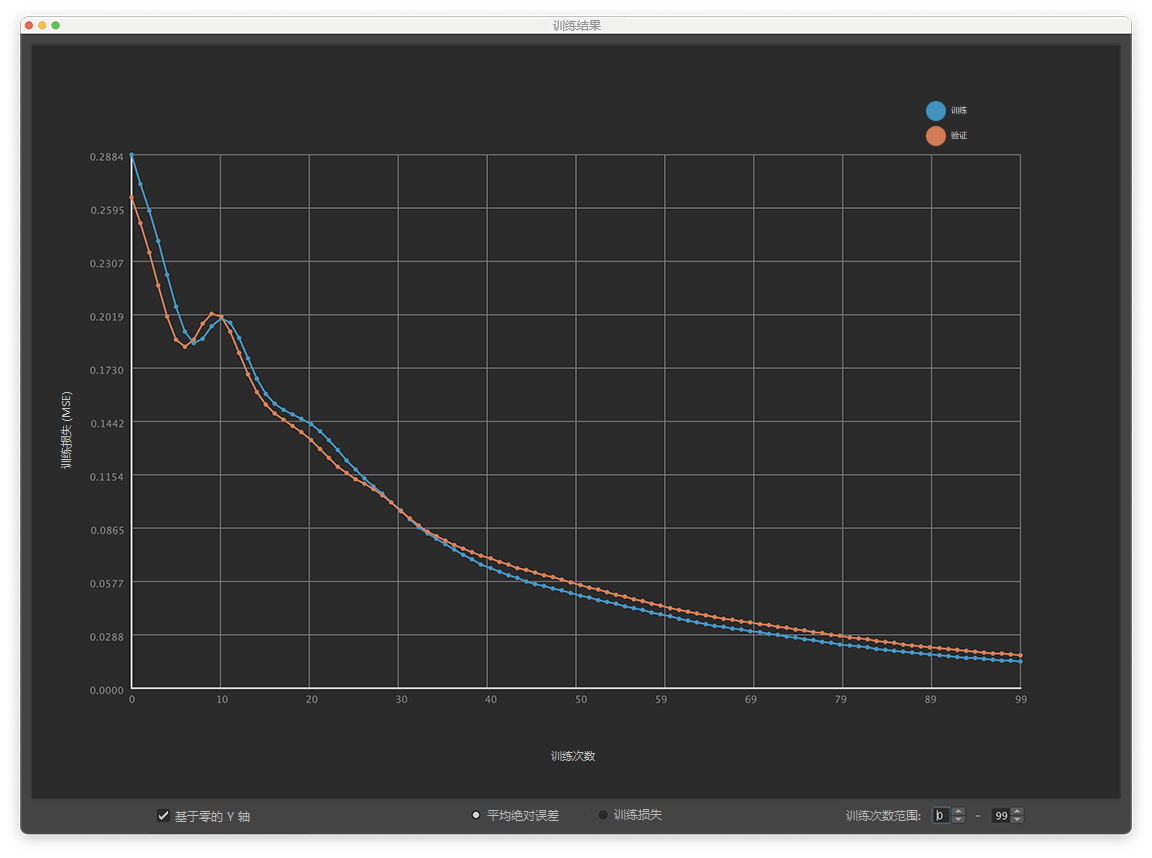 训练结果
训练
验证
0.2884
0.2595
0.2307
0.2019
0.1730
0.1442
0.1154
0.0865
0.0577
0.0288
0.0000
训练损失 (MSE)
0 10 20 30 40 50 59 69 79 89 99
训练次数
基于零的 Y 轴
平均绝对误差
训练损失
训练次数范围: 0 - 99